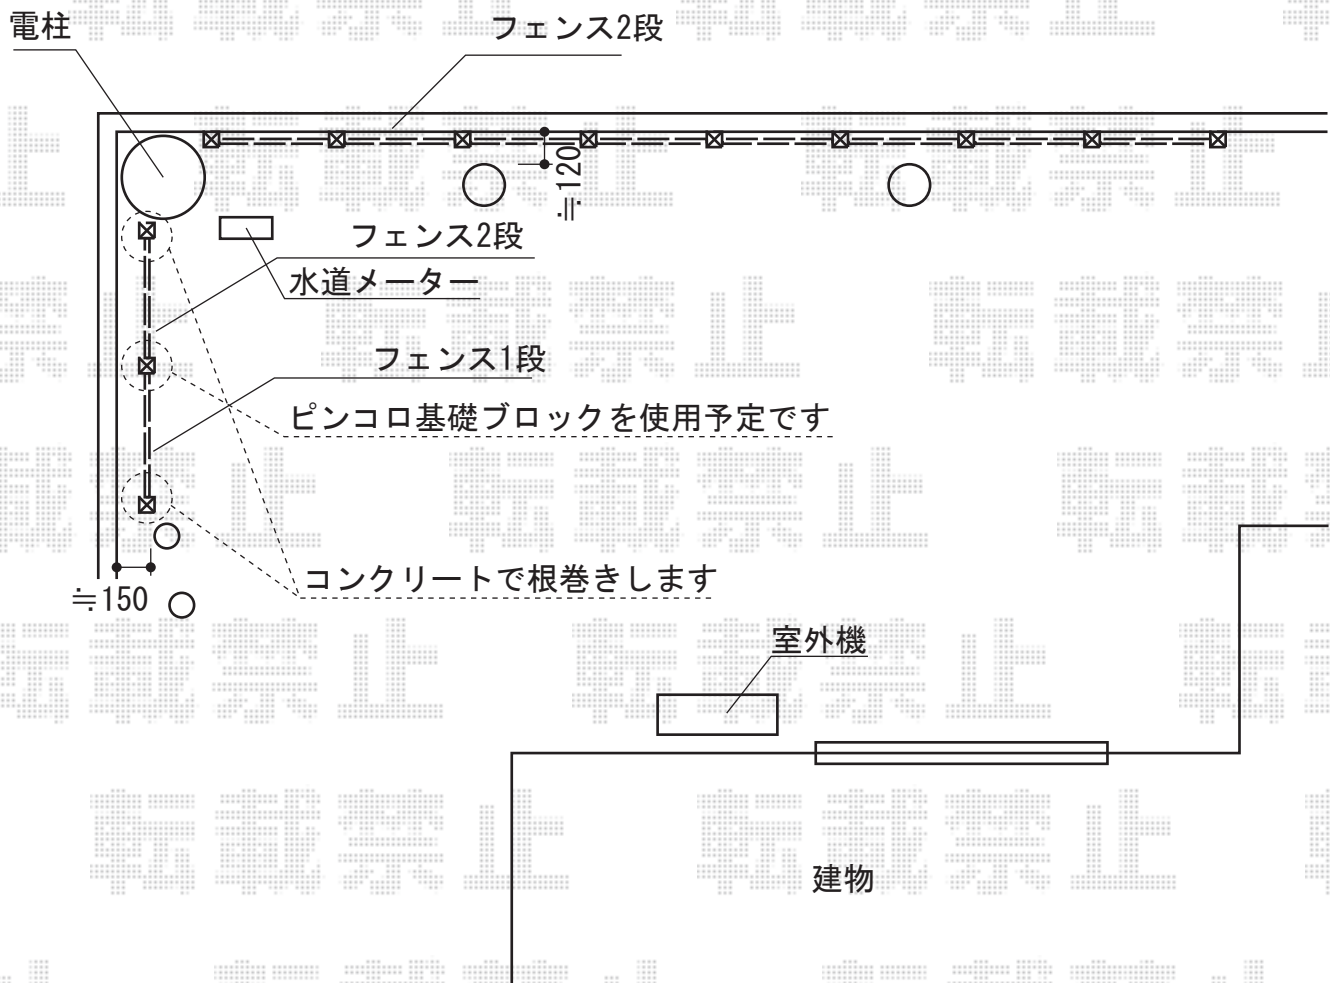 電柱
フェンス2段
≒120
フェンス2段
水道メーター
フェンス1段
ピンコロ基礎ブロックを使用予定です
コンクリートで根巻きします
≒150
室外機
建物
転載禁止